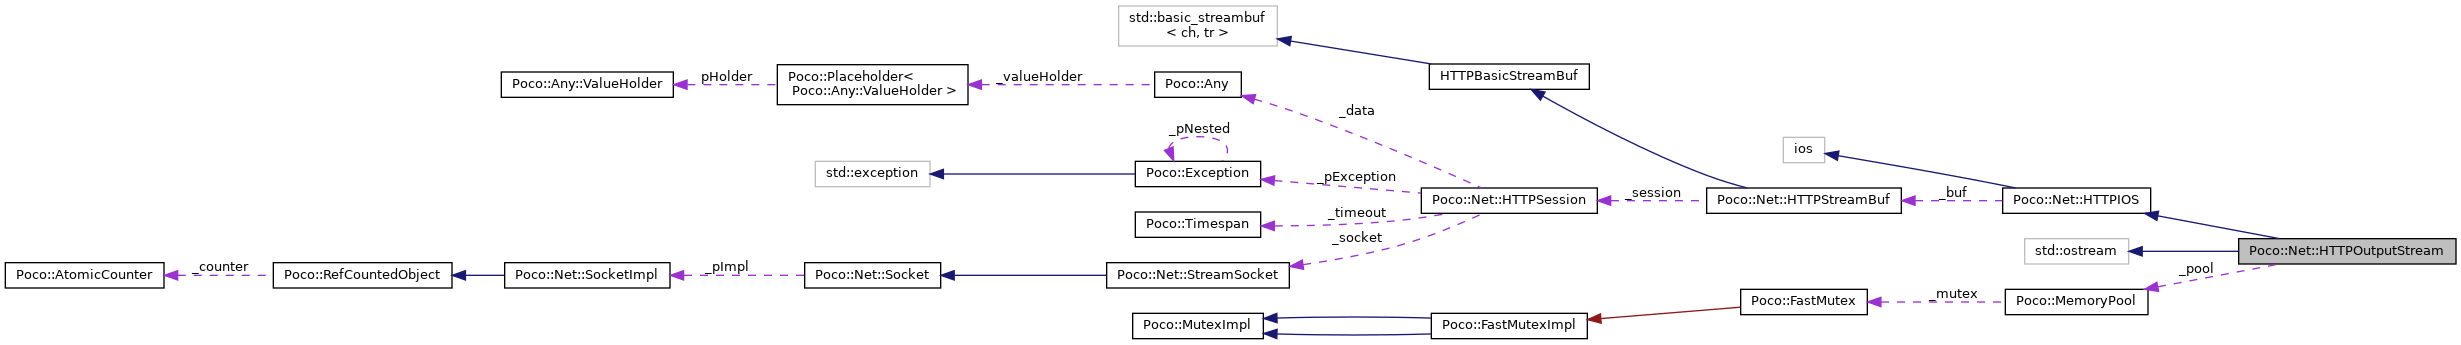 std::basic_streambuf
< ch, tr >
HTTPBasicStreamBuf
Poco::Any::ValueHolder
pHolder
Poco::Placeholder<
Poco::Any::ValueHolder >
_valueHolder
Poco::Any
_data
_pNested
ios
std::exception
Poco::Exception
_pException
Poco::Net::HTTPSession
_session
Poco::Net::HTTPStreamBuf
_buf
Poco::Net::HTTPIOS
Poco::Timespan
_timeout
_socket
std::ostream
Poco::Net::HTTPOutputStream
Poco::AtomicCounter
_counter
Poco::RefCountedObject
Poco::Net::SocketImpl
_pImpl
Poco::Net::Socket
Poco::Net::StreamSocket
_pool
Poco::FastMutex
_mutex
Poco::MemoryPool
Poco::MutexImpl
Poco::FastMutexImpl